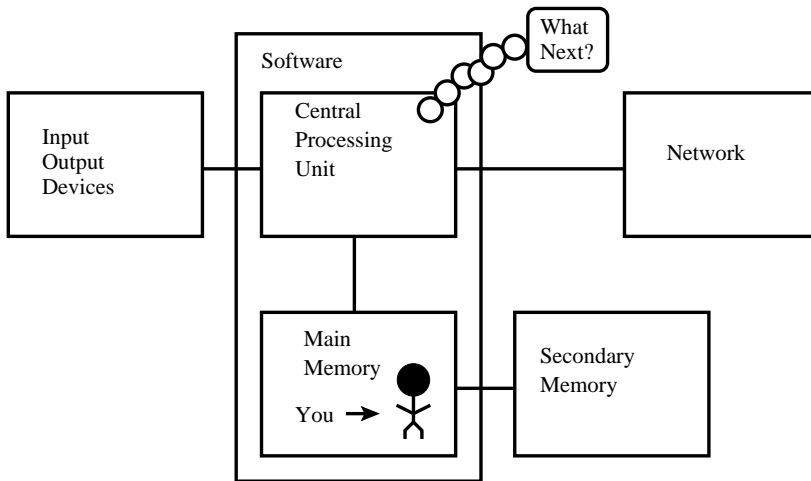 What
Next?
Software
Input
Output
Devices
Central
Processing
Unit
Network
Main
Memory
You
Secondary
Memory